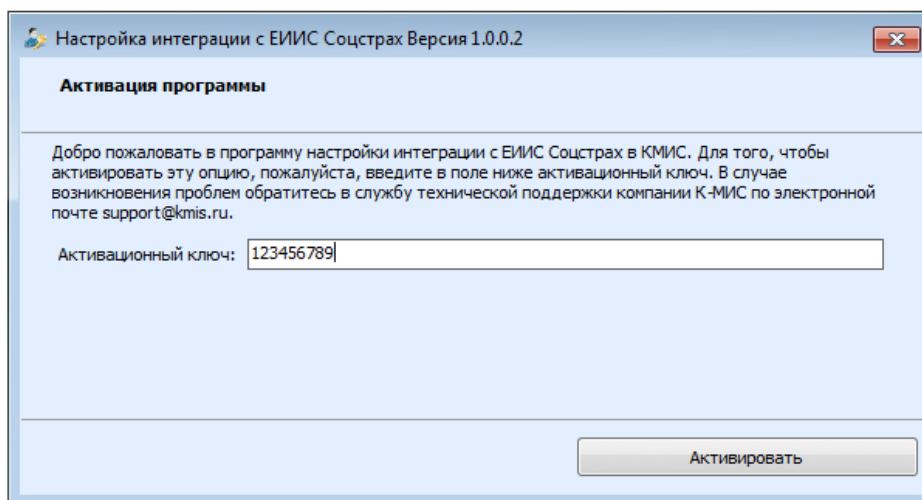 Настройка интеграции с ЕИИС Соцстрах Версия 1.0.0.2
Активация программы
Добро пожаловать в программу настройки интеграции с ЕИИС Соцстрах в КМИС. Для того, чтобы
активировать эту опцию, пожалуйста, введите в поле ниже активационный ключ. В случае
возникновения проблем обратитесь в службу технической поддержки компании К-МИС по электронной
почте support@kmis.ru.
Активационный ключ: 123456789
Активировать